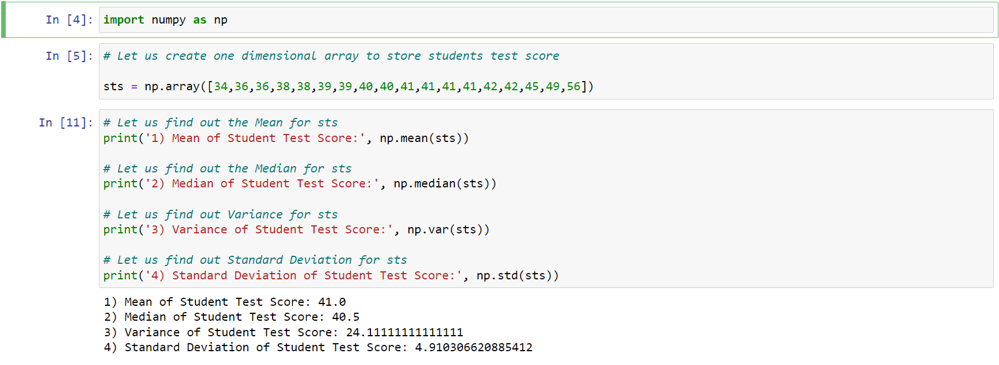 In [4]: import numpy as np
In [5]: # Let us create one dimensional array to store students test score
sts = np.array([34,36,36,38,38,39,39,40,40,41,41,41,41,42,42,45,49,56])
In [11]: # Let us find out the Mean for sts
print('1) Mean of Student Test Score:', np.mean(sts))
# Let us find out the Median for sts
print('2) Median of Student Test Score:', np.median(sts))
# Let us find out Variance for sts
print('3) Variance of Student Test Score:', np.var(sts))
# Let us find out Standard Deviation for sts
print('4) Standard Deviation of Student Test Score:', np.std(sts))
1) Mean of Student Test Score: 41.0
2) Median of Student Test Score: 40.5
3) Variance of Student Test Score: 24.11111111111111
4) Standard Deviation of Student Test Score: 4.910306620885412